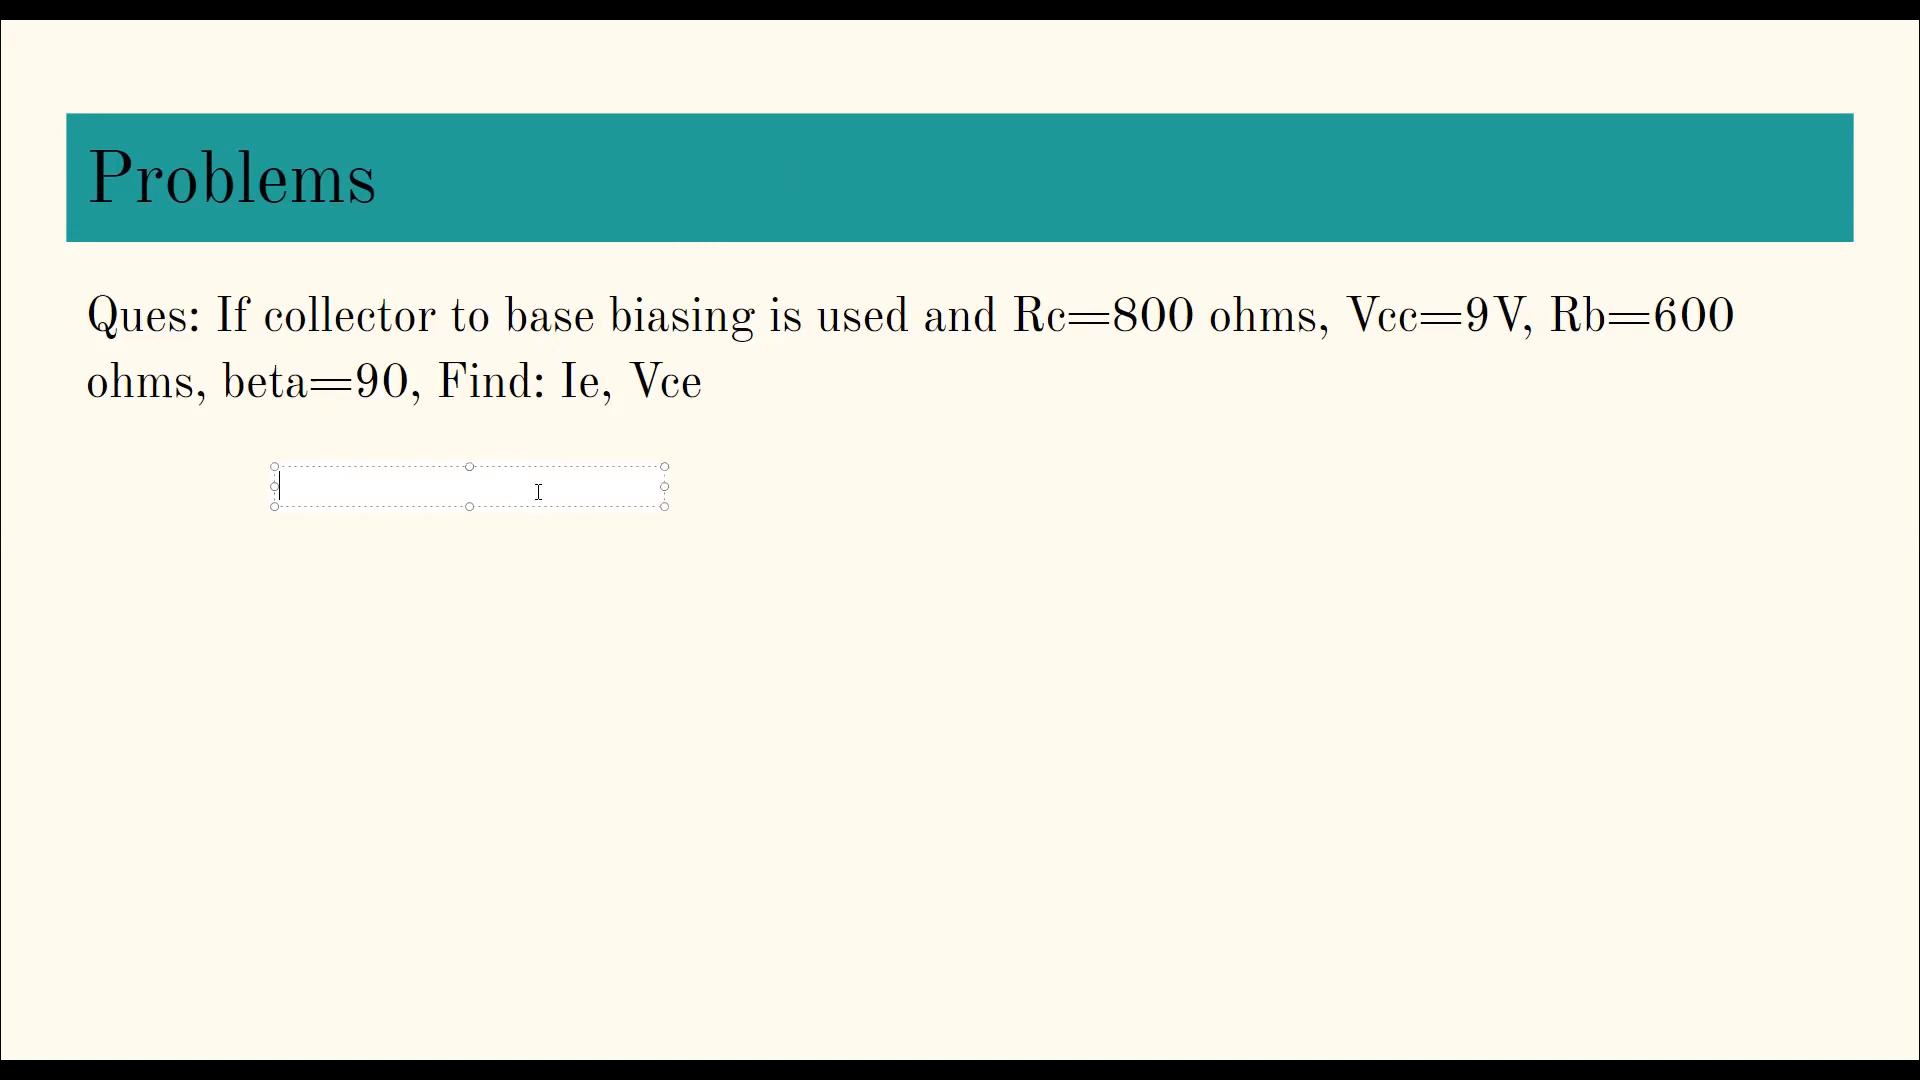 Problems
Ques: If collector to base biasing is used and Rc=800 ohms, Vcc=9V, Rb=600
ohms, beta=90, Find: Ie, Vce